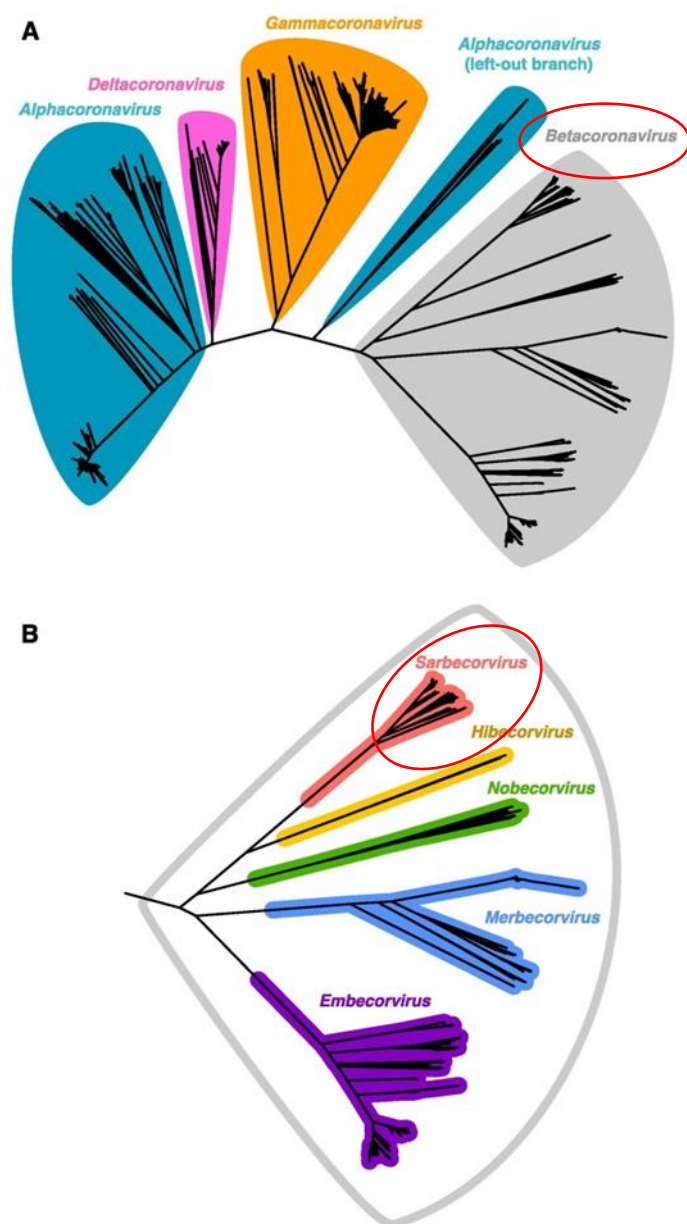 A
Gammacoronavirus
Alphacoronavirus
(left-out branch)
Deltacoronavirus
Alphacoronavirus
Betacoronavirus
B
Sarbecorvirus
Hibecorvirus
Nobecorvirus
Merbecorvirus
Embecorvirus